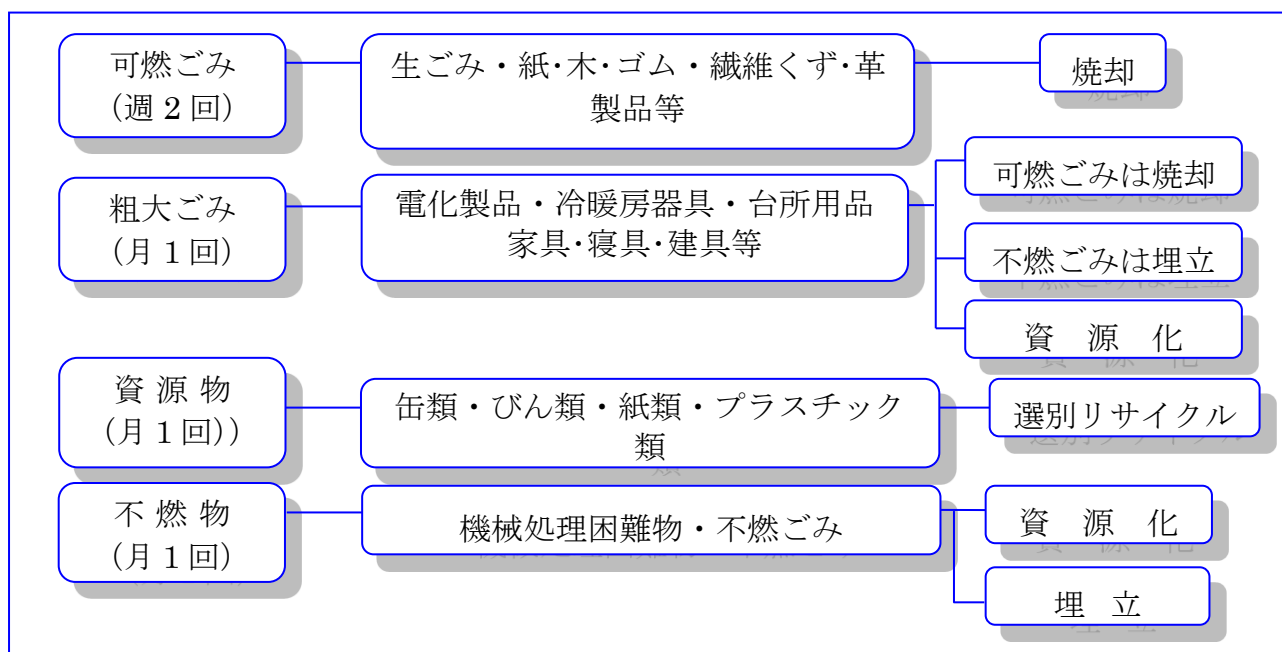 可燃ごみ
(週 2 回)
生ごみ・紙・木・ゴム・繊維くず・革
製品等
焼却
粗大ごみ
(月 1 回)
電化製品・冷暖房器具・台所用品
家具・寝具・建具等
可燃ごみは焼却
不燃ごみは埋立
資 源 化
資 源 物
(月 1 回))
缶類・びん類・紙類・プラスチック
類
選別リサイクル
不 燃 物
(月 1 回)
機械処理困難物・不燃ごみ
資 源 化
埋 立